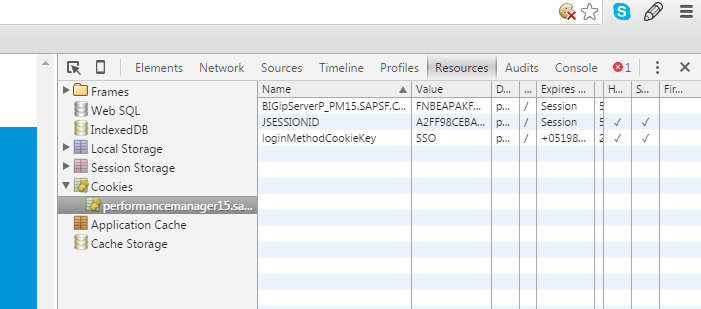 Elements Network Sources Timeline Profiles Resources Audits Console 1
Frames
Web SQL
IndexedDB
Local Storage
Session Storage
Cookies
performancemanager15.sa...
Application Cache
Cache Storage
Name Value D... ... Expires ... H... S... Fir...
BIGipServerP_PM15.SAPSF.C... FNBEAPAKF... p... / Session 5
JSESSIONID A2FF98CEBA... p... / Session 5 ✓ ✓
loginMethodCookieKey SSO p... / +05198... 2 ✓ ✓